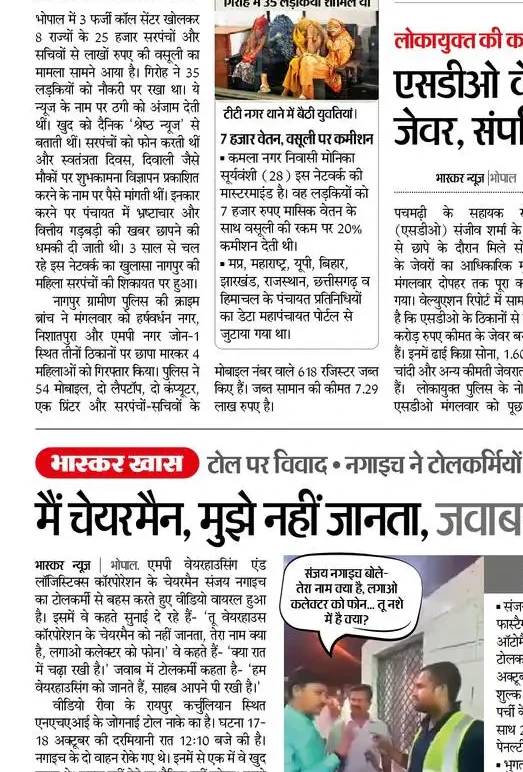 भोपाल में 3 फर्जी कॉल सेंटर खोलकर
8 राज्यों के 25 हजार सरपंचों और
सचिवों से लाखों रुपए की वसूली का
मामला सामने आया है। गिरोह ने 35
लड़कियों को नौकरी पर रखा था। ये
न्यूज के नाम पर ठगी को अंजाम देती
थीं। खुद को दैनिक ‘श्रेष्ठ न्यूज’ से
बताती थीं। सरपंचों को फोन करती थीं
और स्वतंत्रता दिवस, दिवाली जैसे
मौकों पर शुभकामना विज्ञापन प्रकाशित
करने के नाम पर पैसे मांगती थीं। इनकार
करने पर पंचायत में भ्रष्टाचार और
वित्तीय गड़बड़ी की खबर छापने की
धमकी दी जाती थी। 3 साल से चल
रहे इस नेटवर्क का खुलासा नागपुर की
महिला सरपंचों की शिकायत पर हुआ।
नागपुर ग्रामीण पुलिस की क्राइम
ब्रांच ने मंगलवार को हर्षवर्धन नगर,
निशातपुरा और एमपी नगर जोन-1
स्थित तीनों ठिकानों पर छापा मारकर 4
महिलाओं को गिरफ्तार किया। पुलिस ने
54 मोबाइल, दो लैपटॉप, दो कंप्यूटर,
एक प्रिंटर और सरपंचों-सचिवों के
गिरोह में 35 लड़कियां शामिल थीं
टीटी नगर थाने में बैठी युवतियां।
7 हजार वेतन, वसूली पर कमीशन
▪ कमला नगर निवासी मोनिका
सूर्यवंशी (28) इस नेटवर्क की
मास्टरमाइंड है। वह लड़कियों को
7 हजार रुपए मासिक वेतन के
साथ वसूली की रकम पर 20%
कमीशन देती थी।
▪ मप्र, महाराष्ट्र, यूपी, बिहार,
झारखंड, राजस्थान, छत्तीसगढ़ व
हिमाचल के पंचायत प्रतिनिधियों
का डेटा महापंचायत पोर्टल से
जुटाया गया था।
मोबाइल नंबर वाले 618 रजिस्टर जब्त
किए हैं। जब्त सामान की कीमत 7.29
लाख रुपए है।
लोकायुक्त की क
एसडीओ के
जेवर, संपत्ति
भास्कर न्यूज | भोपाल
पचमढ़ी के सहायक
(एसडीओ) संजीव शर्मा के
से छापे के दौरान मिले सो
के जेवरों का आधिकारिक म
मंगलवार दोपहर तक पूरा क
गया। वेल्युएशन रिपोर्ट में साम
है कि एसडीओ के ठिकानों से
करोड़ रुपए कीमत के जेवर बर
हैं। इनमें ढाई किग्रा सोना, 1.60
चांदी और अन्य कीमती जेवरात
हैं। लोकायुक्त पुलिस के नो
एसडीओ मंगलवार को पूछ
भास्कर खास टोल पर विवाद • नगाइच ने टोलकर्मियों
मैं चेयरमैन, मुझे नहीं जानता, जवाब
भास्कर न्यूज | भोपाल. एमपी वेयरहाउसिंग एंड
लॉजिस्टिक्स कॉरपोरेशन के चेयरमैन संजय नगाइच
का टोलकर्मी से बहस करते हुए वीडियो वायरल हुआ
है। इसमें वे कहते सुनाई दे रहे हैं- ‘तू वेयरहाउस
कॉरपोरेशन के चेयरमैन को नहीं जानता, तेरा नाम क्या
है, लगाओ कलेक्टर को फोन।’ वे कहते हैं- ‘क्या रात
में चढ़ा रखी है।’ जवाब में टोलकर्मी कहता है- ‘हम
वेयरहाउसिंग को जानते हैं, साहब आपने पी रखी है।’
वीडियो रीवा के रायपुर कर्चुलियान स्थित
एनएचएआई के जोगनाई टोल नाके का है। घटना 17-
18 अक्टूबर की दरमियानी रात 12:10 बजे की है।
नगाइच के दो वाहन रोके गए थे। इनमें से एक में वे खुद
संजय नगाइच बोले-
तेरा नाम क्या है, लगाओ
कलेक्टर को फोन... तू नशे
में है क्या?
▪ संज
फास्टैग
ऑटोमै
टोलक
अक्टूब
शुल्क
पर्ची के
साथ 2
पेनल्टी
▪ भुगत